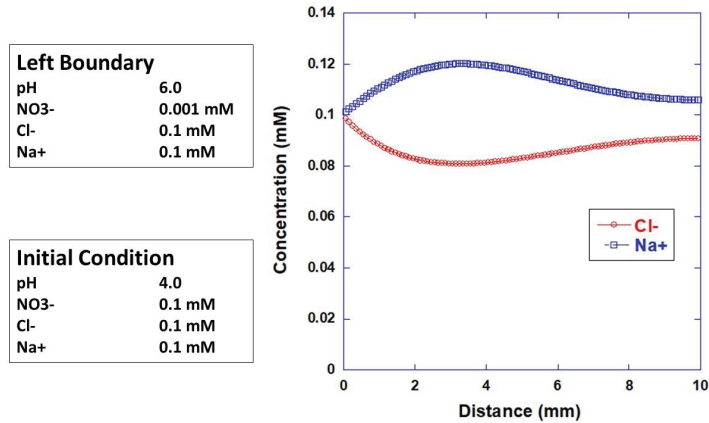 Left Boundary
pH 6.0
NO3- 0.001 mM
Cl- 0.1 mM
Na+ 0.1 mM
Initial Condition
pH 4.0
NO3- 0.1 mM
Cl- 0.1 mM
Na+ 0.1 mM
Concentration (mM)
0.14
0.12
0.1
0.08
0.06
0.04
0.02
0
Cl-
Na+
0 2 4 6 8 10
Distance (mm)